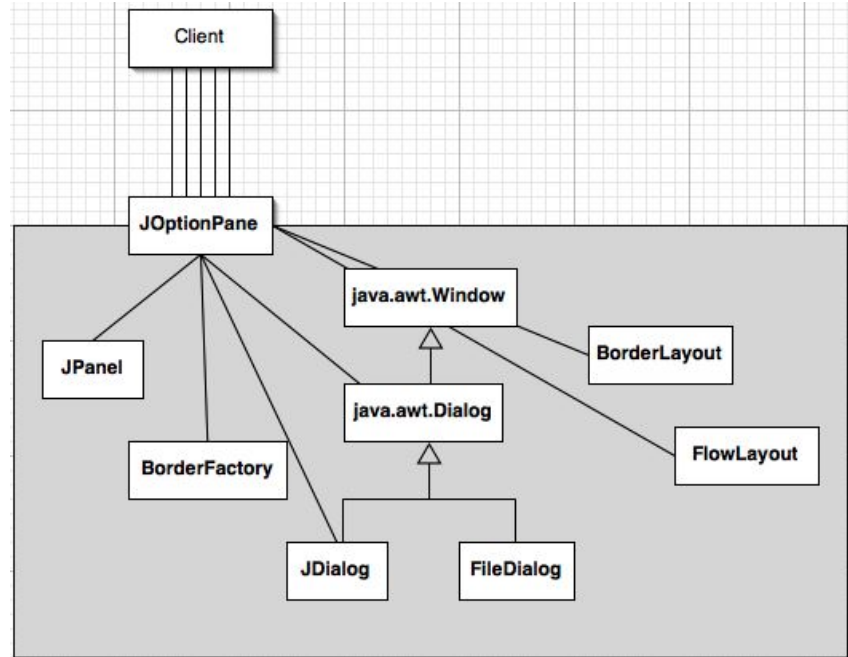 Client
JOptionPane
java.awt.Window
BorderLayout
JPanel
java.awt.Dialog
FlowLayout
BorderFactory
JDialog
FileDialog